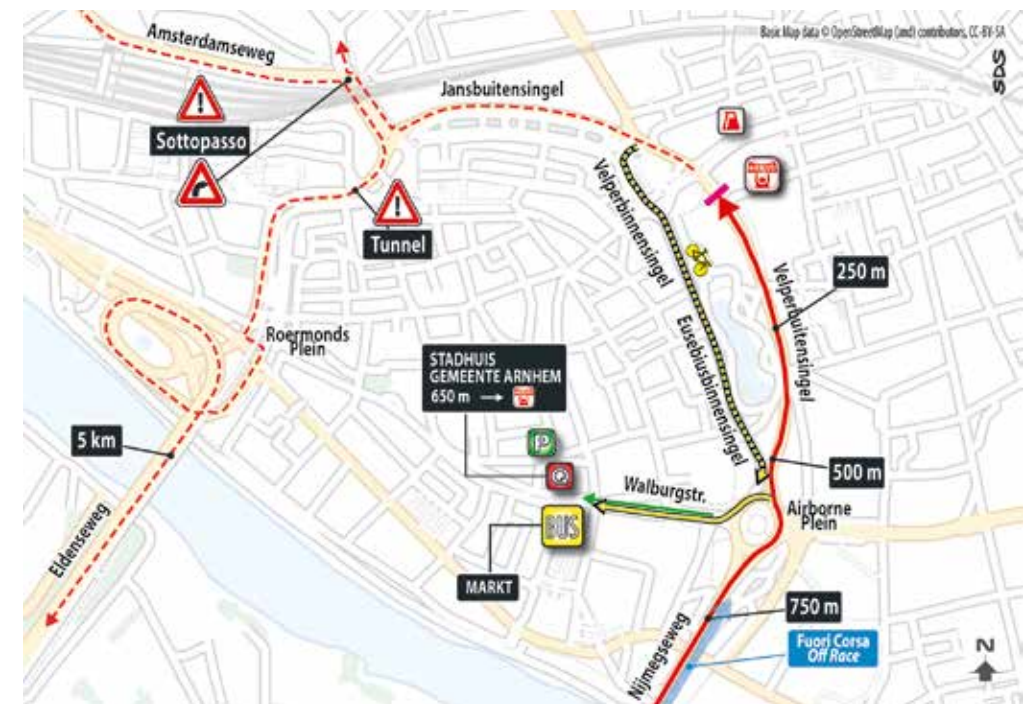 Basic Map data © OpenStreetMap (and) contributors, CC-BY-SA
SDS
Amsterdamseweg
Jansbuitensingel
Sottopasso
Tunnel
Velperbinnensingel
Velperbuitensingel
250 m
Roermonds
Plein
Eusebiusbinnensingel
STADHUIS
GEMEENTE ARNHEM
650 m
5 km
P
Q
500 m
Walburgstr.
Airborne
Plein
BUS
Eldenseweg
MARKT
750 m
Nijmegseweg
Fuori Corsa
Off Race
N